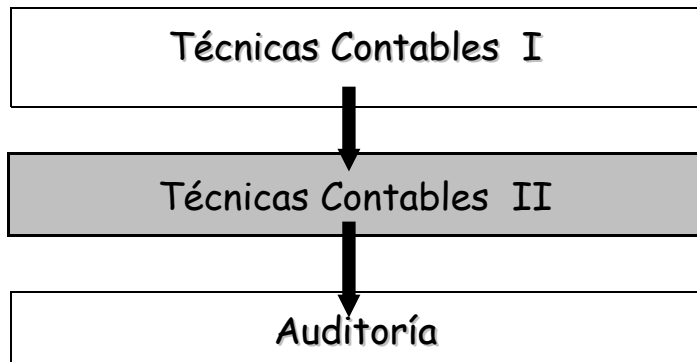 Técnicas Contables I
Técnicas Contables II
Auditoría